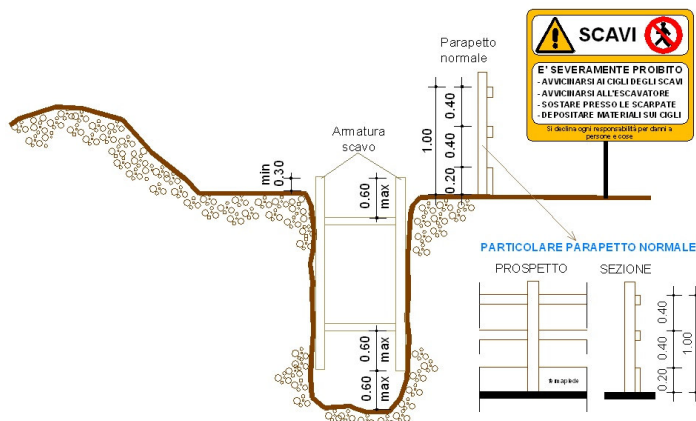 SCAVI
E' SEVERAMENTE PROIBITO
- AVVICINARSI AI CIGLI DEGLI SCAVI
- AVVICINARSI ALL'ESCAVATORE
- SOSTARE PRESSO LE SCARPATE
- DEPOSITARE MATERIALI SUI CIGLI
Si declina ogni responsabilità per danni a
persone e cose
Parapetto
normale
Armatura
scavo
min
0.30
0.60
max
1.00
0.40
0.40
0.20
0.60
max
0.60
max
PARTICOLARE PARAPETTO NORMALE
PROSPETTO
SEZIONE
fermapiede
0.40
0.40
0.20
1.00